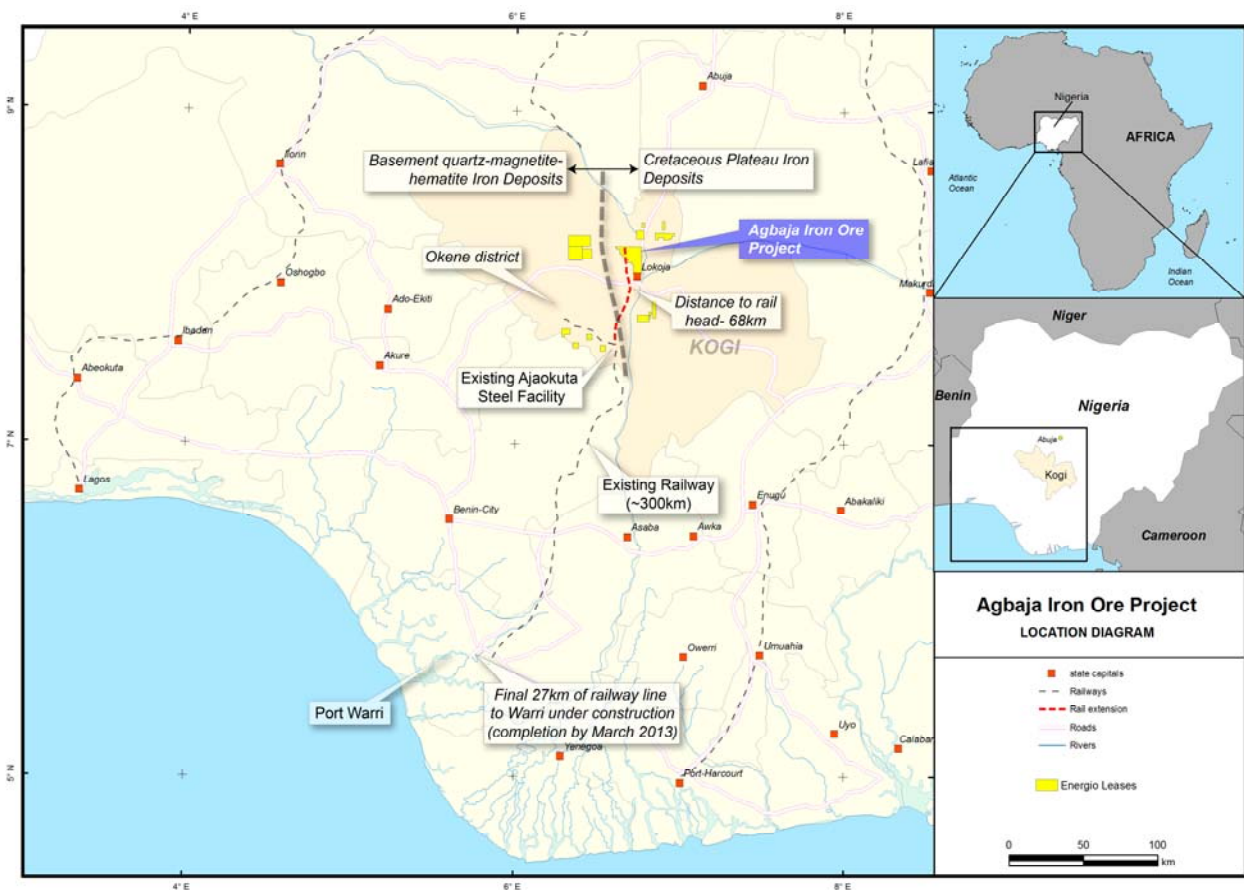 4° E
6° E
8° E
9° N
7° N
5° N
4° E
6° E
8° E
Abuja
Ilorin
Basement quartz-magnetite-
hematite Iron Deposits
Cretaceous Plateau Iron
Deposits
Lafia
Agbaja Iron Ore
Project
Okene district
Lokoja
Oshogbo
Makurdi
Ado-Ekiti
Distance to rail
head- 68km
Ibadan
KOGI
Akure
Abeokuta
Existing Ajaokuta
Steel Facility
Existing Railway
(~300km)
Lagos
Enugu
Abakaliki
Benin-City
Asaba
Awka
Owerri
Umuahia
Port Warri
Final 27km of railway line
to Warri under construction
(completion by March 2013)
Yenegoa
Uyo
Calabar
Port-Harcourt
Nigeria
AFRICA
Atlantic
Ocean
Indian
Ocean
Niger
Benin
Nigeria
Abuja
Kogi
Cameroon
Agbaja Iron Ore Project
LOCATION DIAGRAM
state capitals
Railways
Rail extension
Roads
Rivers
Energio Leases
0 50 100
km